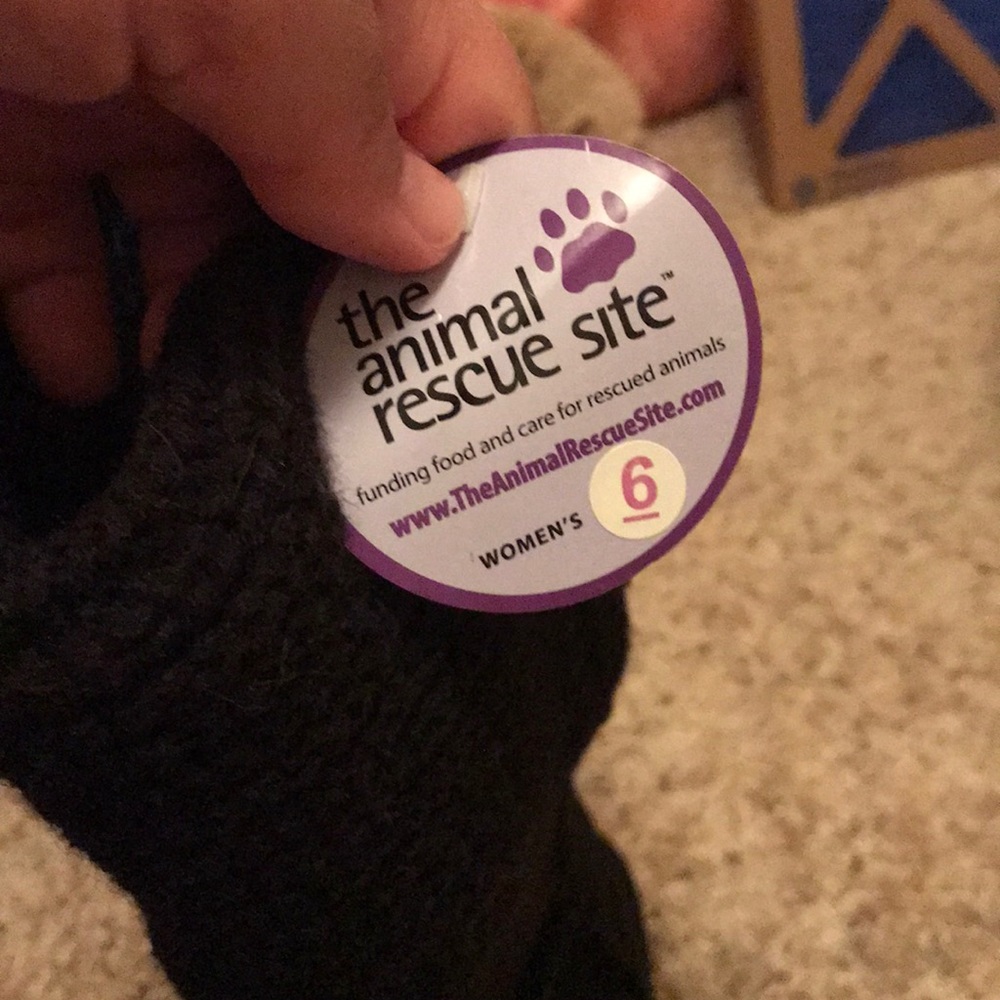 the
animal
rescue site™
funding food and care for rescued animals
www.TheAnimalRescueSite.com
WOMEN'S 6